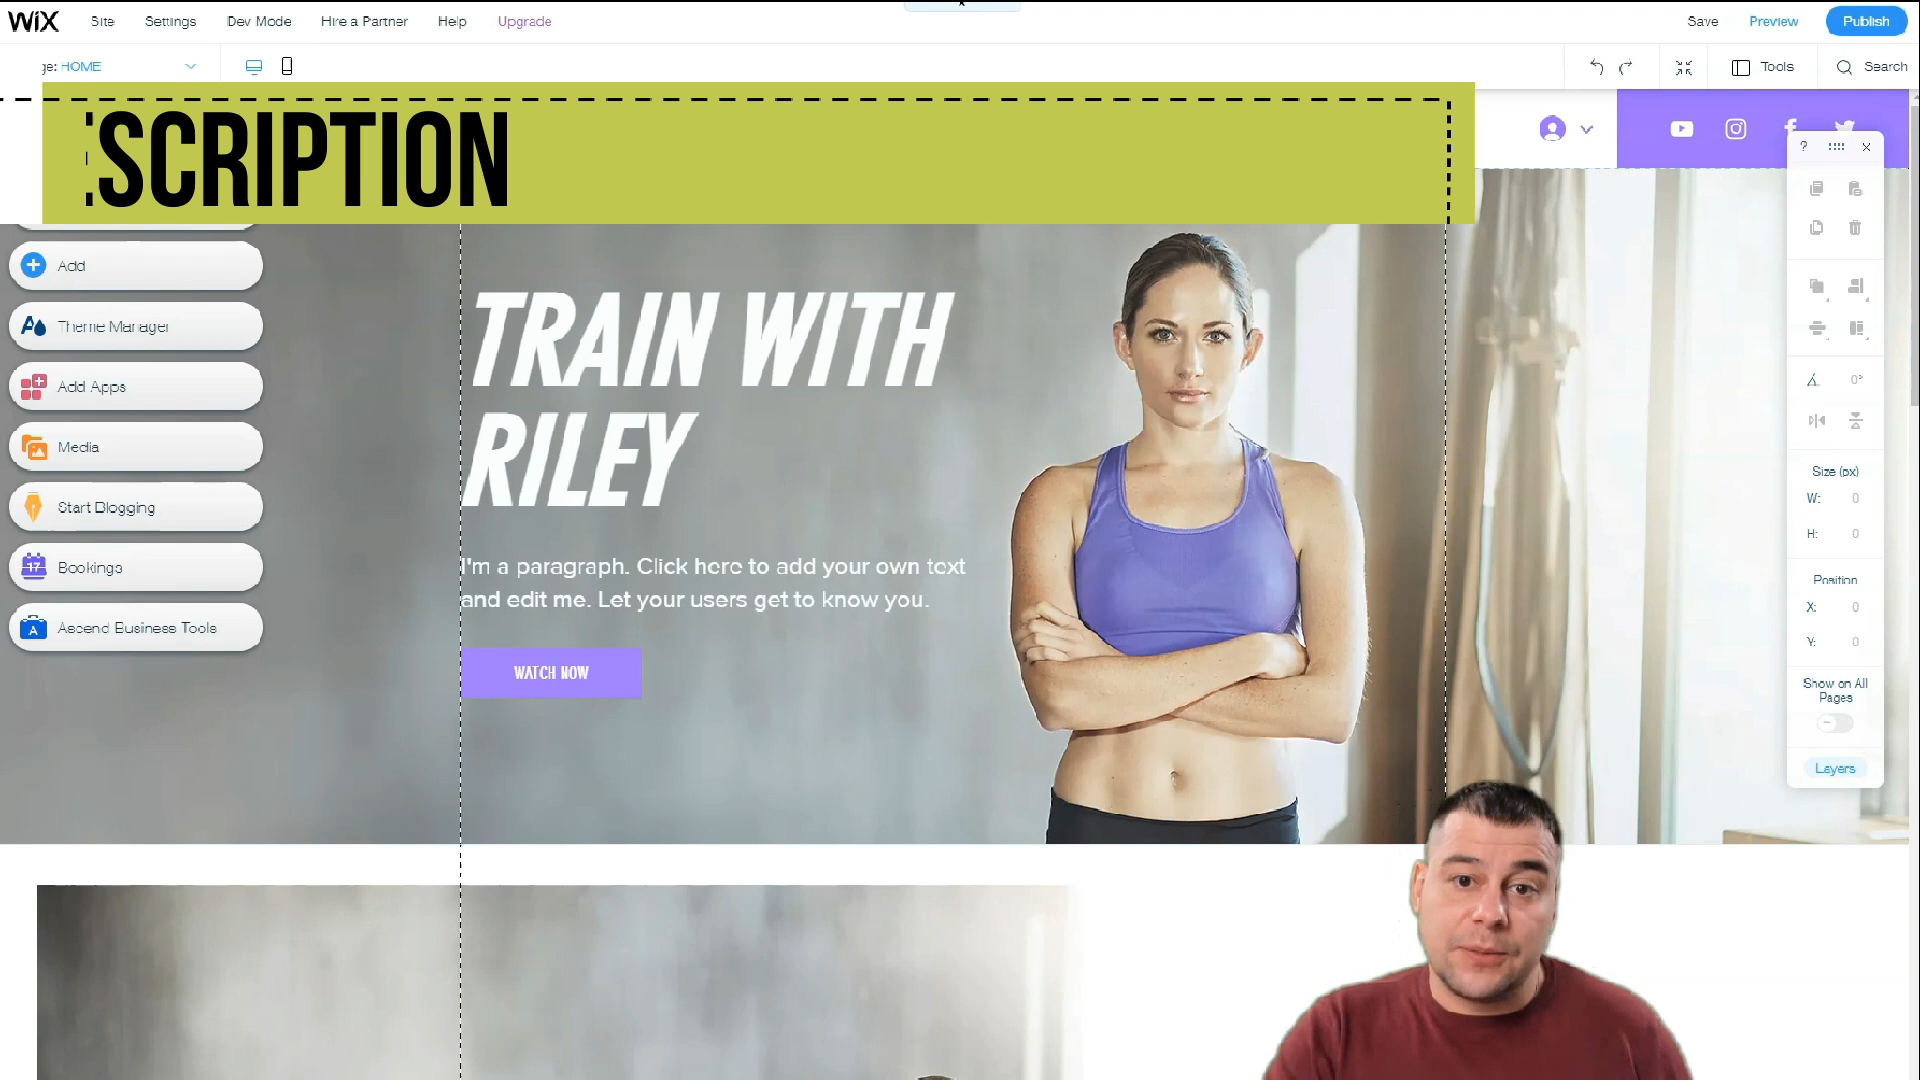 WIX Site Settings Dev Mode Hire a Partner Help Upgrade Save Preview Publish
ge: HOME Tools Search
SCRIPTION
?
Add
Theme Manager
Add Apps
Media
Start Blogging
Bookings
Ascend Business Tools
TRAIN WITH
RILEY
I'm a paragraph. Click here to add your own text
and edit me. Let your users get to know you.
WATCH NOW
0°
Size (px)
W: 0
H: 0
Position
X: 0
Y: 0
Show on All
Pages
Layers
17
A